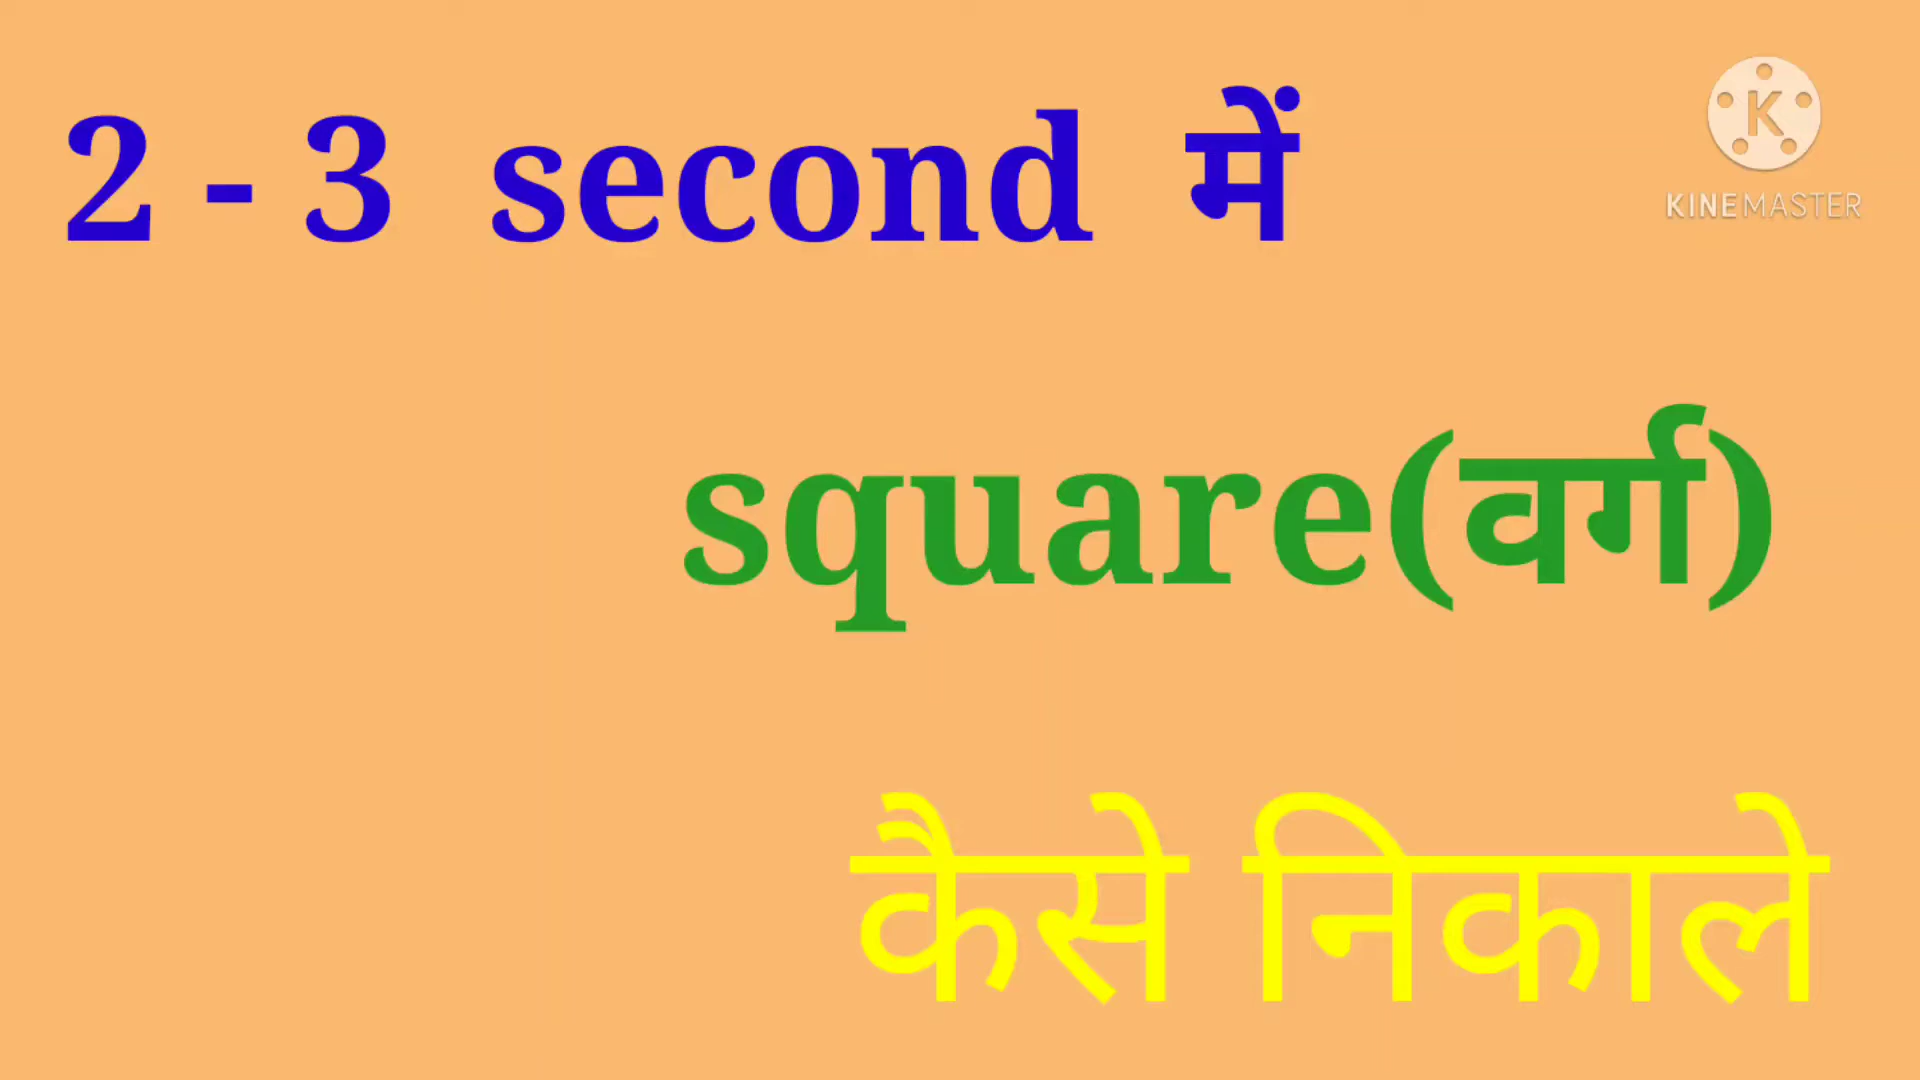 2 - 3 second में
KINEMASTER
square(वर्ग)
कैसे निकाले